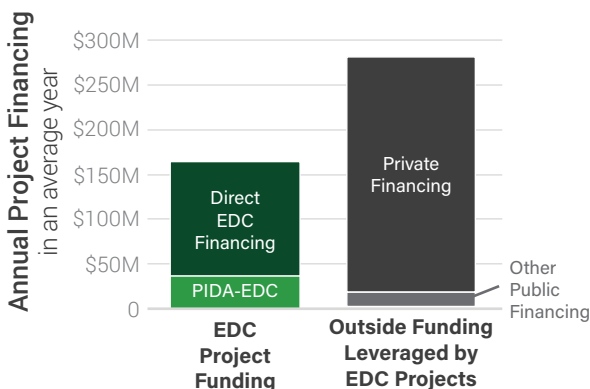 Annual Project Financing
in an average year
$300M
$250M
$200M
$150M
$100M
$50M
0
Direct
EDC
Financing
PIDA-EDC
Private
Financing
Other
Public
Financing
EDC
Project
Funding
Outside Funding
Leveraged by
EDC Projects